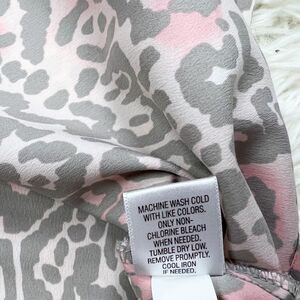 MACHINE WASH COLD
WITH LIKE COLORS.
ONLY NON-
CHLORINE BLEACH
WHEN NEEDED.
TUMBLE DRY LOW.
REMOVE PROMPTLY.
COOL IRON
IF NEEDED.